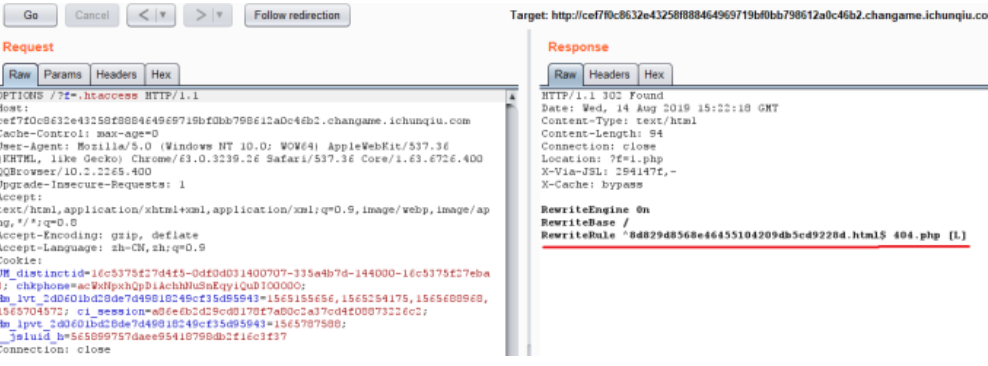 Go
Cancel
< | ▼
> | ▼
Follow redirection
Target: http://cef7f0c8632e43258f888464969719bf0bb798612a0c46b2.changame.ichunqiu.co
Request
Raw Params Headers Hex
OPTIONS /?f=.htaccess HTTP/1.1
Host:
cef7f0c8632e43258f888464969719bf0bb798612a0c46b2.changame.ichunqiu.com
Cache-Control: max-age=0
User-Agent: Mozilla/5.0 (Windows NT 10.0; WOW64) AppleWebKit/537.36
(KHTML, like Gecko) Chrome/63.0.3239.26 Safari/537.36 Core/1.63.6726.400
QQBrowser/10.2.2265.400
Upgrade-Insecure-Requests: 1
Accept:
text/html,application/xhtml+xml,application/xml;q=0.9,image/webp,image/ap
ng,*/*;q=0.8
Accept-Encoding: gzip, deflate
Accept-Language: zh-CN,zh;q=0.9
Cookie:
UM_distinctid=16c5375f27d4f5-0df0d031400707-335a4b7d-144000-16c5375f27eba
; chkphone=acWxNpxhQpDiAchhNuSnEqyiQuDIO0000;
Hm_lvt_2d0601bd28de7d49818249cf35d95943=1565155656,1565254175,1565688968,
1565704572; ci_session=a86e6b2d29cd8178f7a80c2a37cd4f08873226c2;
Hm_lpvt_2d0601bd28de7d49818249cf35d95943=1565787588;
__jsluid_h=565899757daee95418798db2f16c3f37
Connection: close
Response
Raw Headers Hex
HTTP/1.1 302 Found
Date: Wed, 14 Aug 2019 15:22:18 GMT
Content-Type: text/html
Content-Length: 94
Connection: close
Location: ?f=1.php
X-Via-JSL: 294147f,-
X-Cache: bypass
RewriteEngine On
RewriteBase /
RewriteRule ^8d829d8568e46455104209db5cd9228d.html$ 404.php [L]